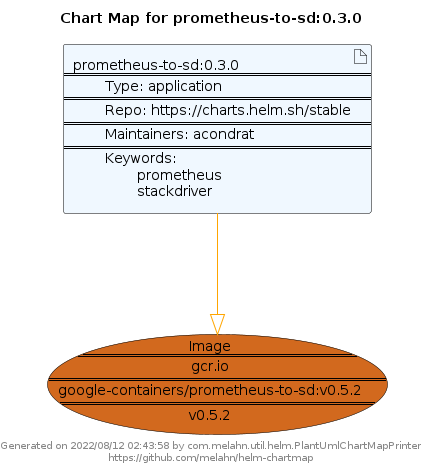 Chart Map for prometheus-to-sd:0.3.0
prometheus-to-sd:0.3.0
Type: application
Repo: https://charts.helm.sh/stable
Maintainers: acondrat
Keywords:
prometheus
stackdriver
Image
gcr.io
google-containers/prometheus-to-sd:v0.5.2
v0.5.2
Generated on 2022/08/12 02:43:58 by com.melahn.util.helm.PlantUmlChartMapPrinter
https://github.com/melahn/helm-chartmap